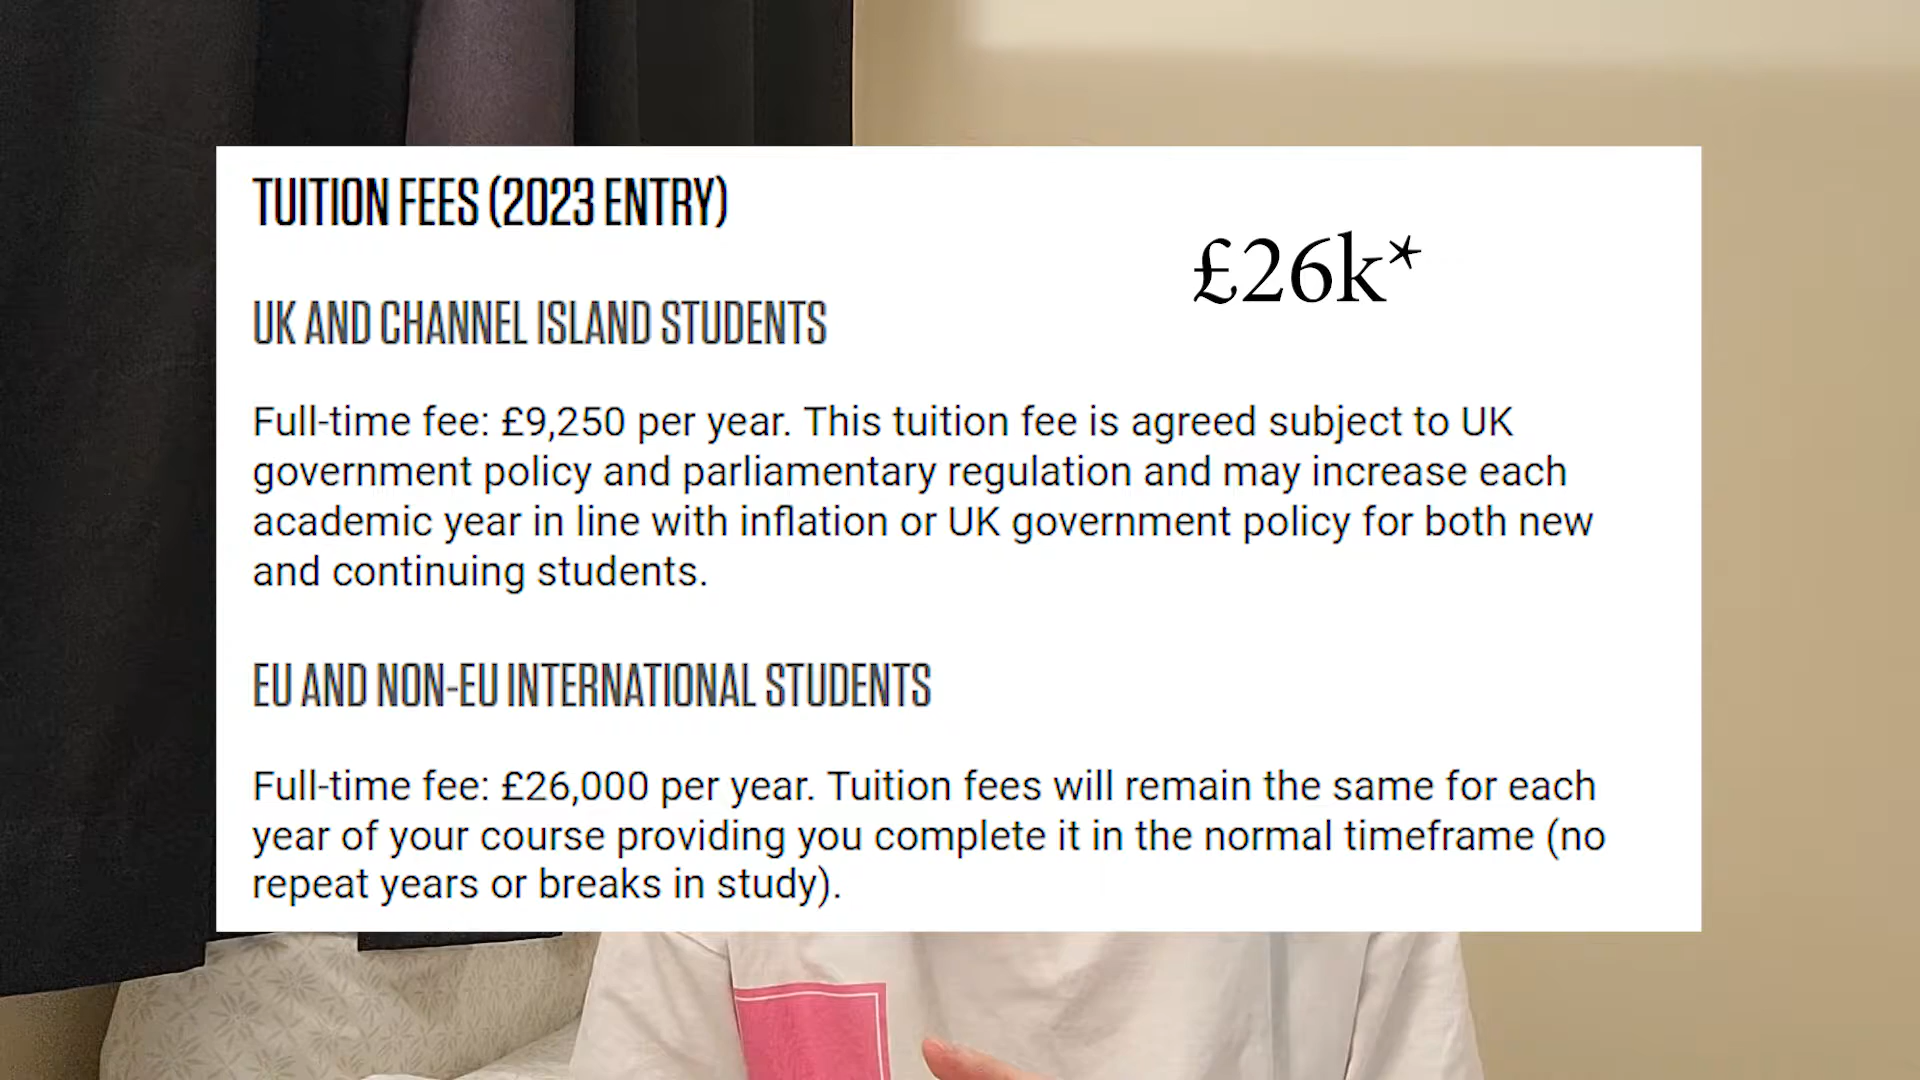 TUITION FEES (2023 ENTRY)
£26k*
UK AND CHANNEL ISLAND STUDENTS
Full-time fee: £9,250 per year. This tuition fee is agreed subject to UK
government policy and parliamentary regulation and may increase each
academic year in line with inflation or UK government policy for both new
and continuing students.
EU AND NON-EU INTERNATIONAL STUDENTS
Full-time fee: £26,000 per year. Tuition fees will remain the same for each
year of your course providing you complete it in the normal timeframe (no
repeat years or breaks in study).